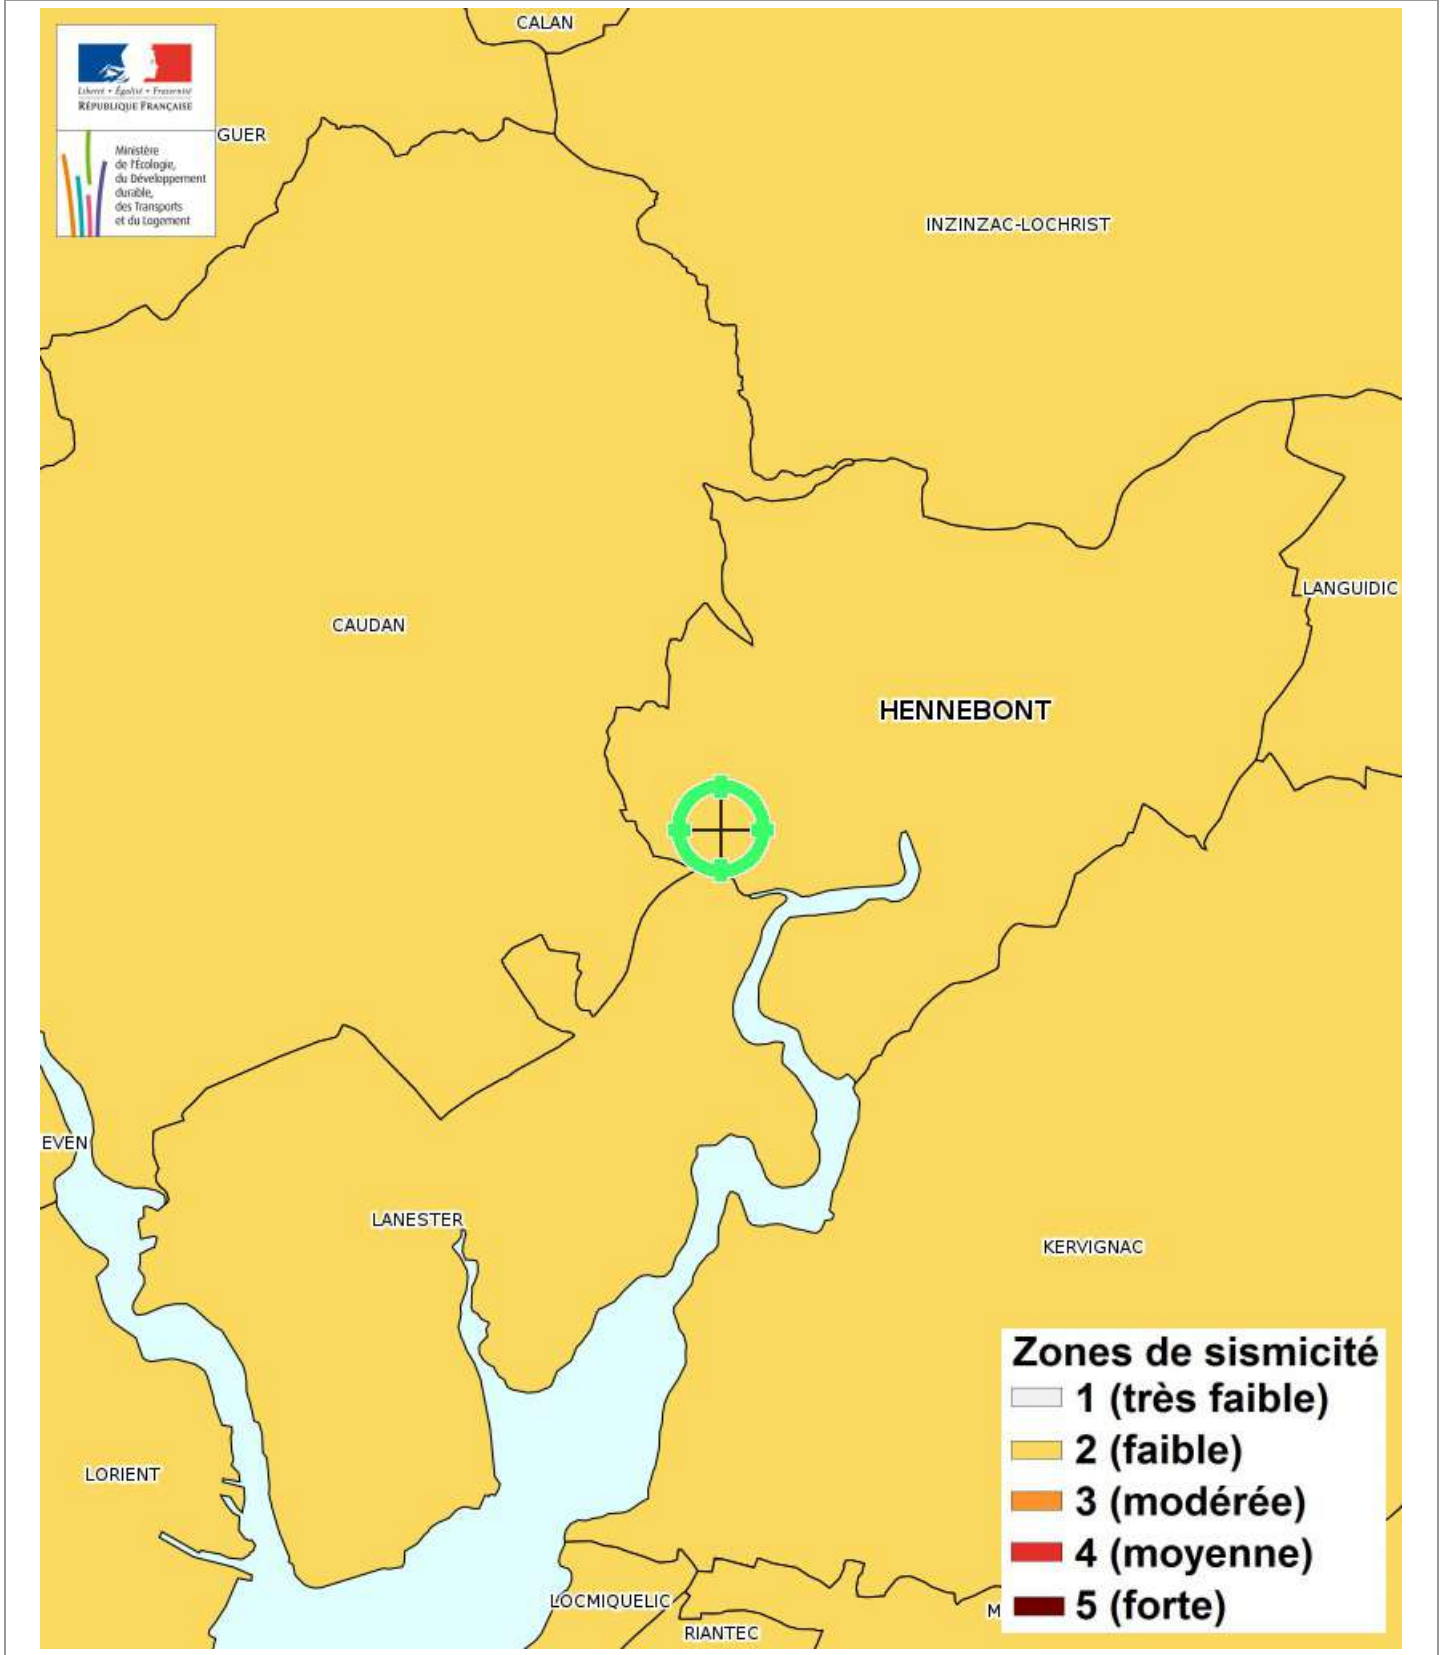 CALAN
Liberté • Égalité • Fraternité
RÉPUBLIQUE FRANÇAISE
GUER
Ministère
de l'Écologie,
du Développement
durable,
des Transports
et du Logement
INZINZAC-LOCHRIST
LANGUIDIC
CAUDAN
HENNEBONT
EVEN
LANESTER
KERVIGNAC
Zones de sismicité
1 (très faible)
2 (faible)
3 (modérée)
4 (moyenne)
5 (forte)
LORIENT
LOCMIQUELIC
M
RIANTEC